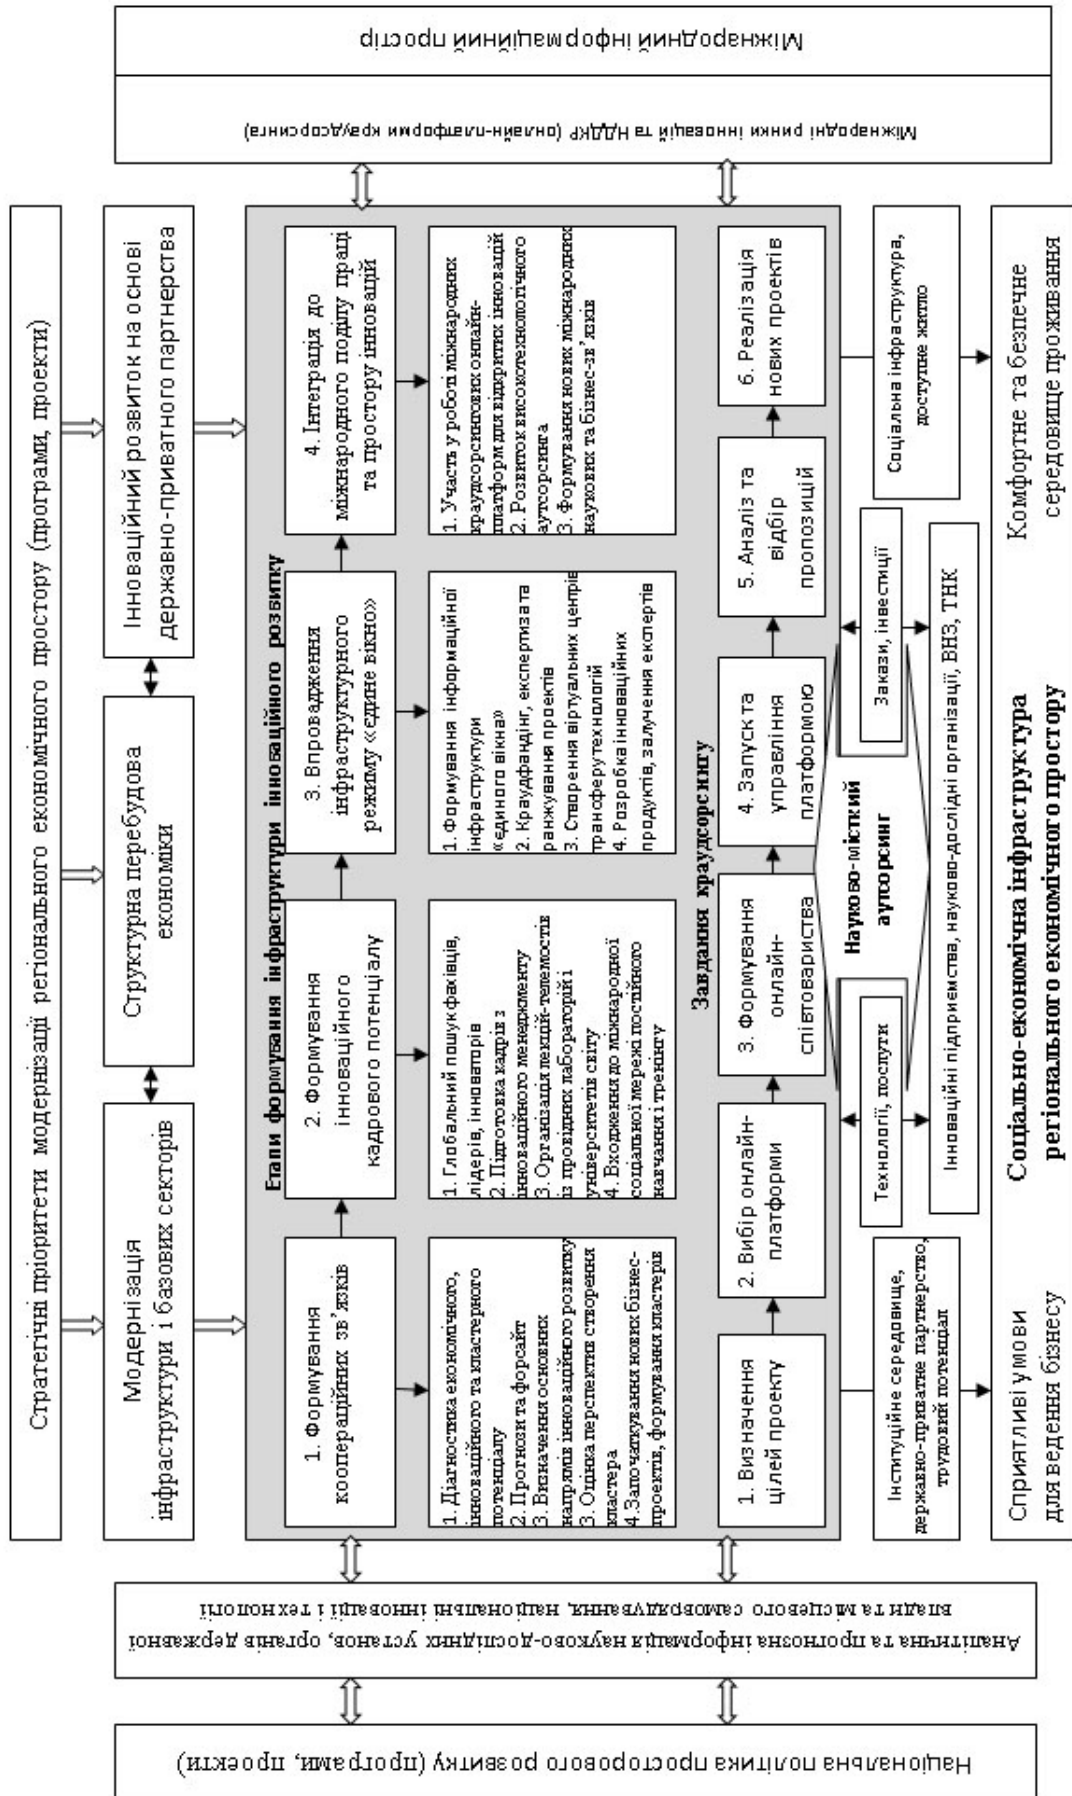 Стратегічні пріоритети модернізації регіонального економічного простору (програми, проекти)
Модернізація
інфраструктури і базових секторів
Структурна перебудова
економіки
Інноваційний розвиток на основі
державно-приватного партнерства
Національна політика просторового розвитку (програми, проекти)
Аналітична та прогнозна інформація науково-дослідних установ, органів державної
влади та місцевого самоврядування, національні інновації і технології
Етапи формування інфраструктури інноваційного розвитку
1. Формування
коопераційних зв'язків
2. Формування
інноваційного
кадрового потенціалу
3. Впровадження
інфраструктурного
режиму «єдине вікно»
4. Інтеграція до
міжнародного поділу праці
та простору інновацій
1. Діагностика економічного,
інноваційного та кластерного
потенціалу
2. Прогнози та форсайт
3. Визначення основних
напрямів інноваційного розвитку
3. Оцінка перспектив створення
кластера
4. Започаткування нових бізнес-
проектів, формування кластерів
1. Глобальний пошук фахівців,
лідерів, інноваторів
2. Підготовка кадрів з
інноваційного менеджменту
3. Організація лекцій-телемостів
із провідних лабораторій і
університетів світу
4. Входження до міжнародної
соціальної мережі постійного
навчання і тренінгу
1. Формування інформаційної
інфраструктури
«єдиного вікна»
2. Краудфандінг, експертиза та
ранжування проектів
3. Створення віртуальних центрів
трансферу технологій
4. Розробка інноваційних
продуктів, залучення експертів
1. Участь у роботі міжнародних
краудсорсингових онлайн-
платформ для відкритих інновацій
2. Розвиток високотехнологічного
аутсорсинга
3. Формування нових міжнародних
наукових та бізнес-зв'язків
Завдання краудсорсингу
1. Визначення
цілей проекту
2. Вибір онлайн-
платформи
3. Формування
онлайн-
співтовариства
4. Запуск та
управління
платформою
5. Аналіз та
відбір
пропозицій
6. Реалізація
нових проектів
Інституційне середовище,
державно-приватне партнерство,
трудовий потенціал
Технології, послуги
Науково-місткий
аутсорсинг
Закази, інвестиції
Соціальна інфраструктура,
доступне житло
Інноваційні підприємства, науково-дослідні організації, ВНЗ, ТНК
Сприятливі умови
для ведення бізнесу
Соціально-економічна інфраструктура
регіонального економічного простору
Комфортне та безпечне
середовище проживання
Міжнародні ринки інновацій та НДДКР (онлайн-платформи краудсорсинга)
Міжнародний інформаційний простір